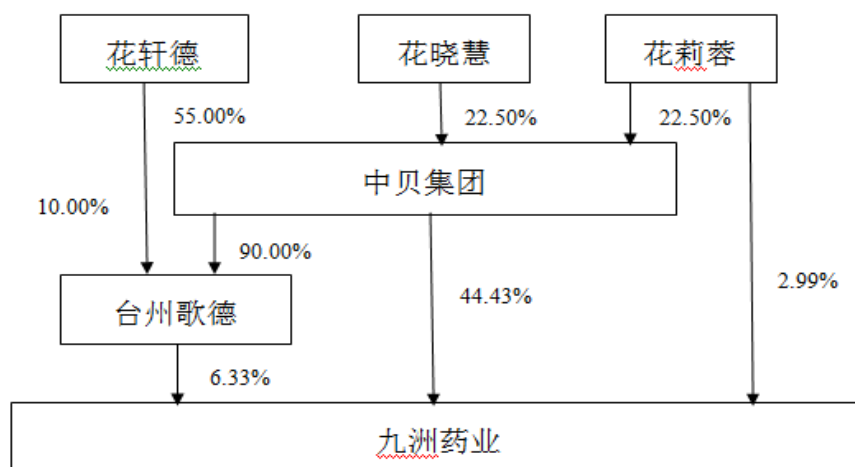 花轩德
花晓慧
花莉蓉
55.00%
22.50%
22.50%
中贝集团
10.00%
90.00%
44.43%
2.99%
台州歌德
6.33%
九洲药业